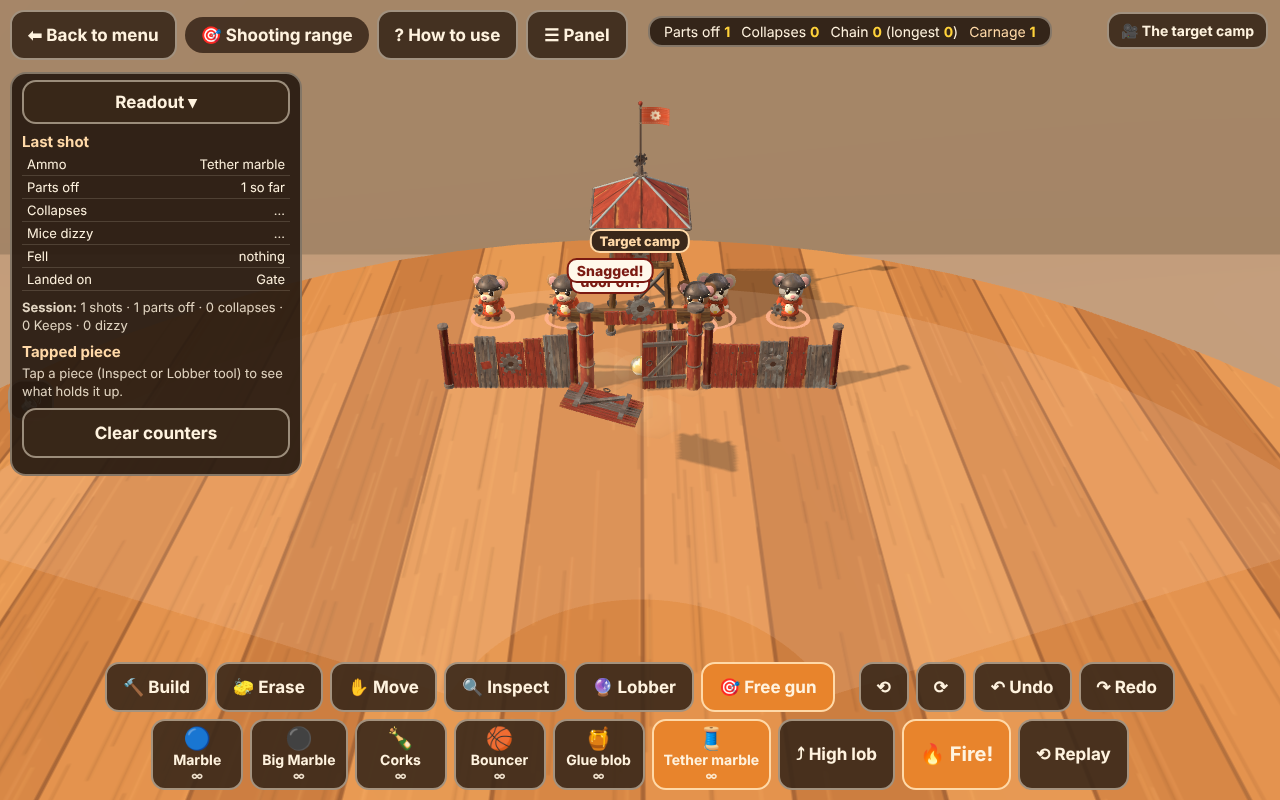 ⬅ Back to menu
🎯 Shooting range
? How to use
☰ Panel
Parts off 1 Collapses 0 Chain 0 (longest 0) Carnage 1
🎥 The target camp
Readout ▾
Last shot
Ammo Tether marble
Parts off 1 so far
Collapses ...
Mice dizzy ...
Fell nothing
Landed on Gate
Session: 1 shots · 1 parts off · 0 collapses ·
0 Keeps · 0 dizzy
Tapped piece
Tap a piece (Inspect or Lobber tool) to see
what holds it up.
Clear counters
Target camp
Snagged!
🔨 Build
🧽 Erase
✋ Move
🔍 Inspect
🔮 Lobber
🎯 Free gun
⟲
⟳
↶ Undo
↷ Redo
Marble
∞
Big Marble
∞
Corks
∞
Bouncer
∞
Glue blob
∞
Tether marble
∞
⤴ High lob
🔥 Fire!
⟲ Replay